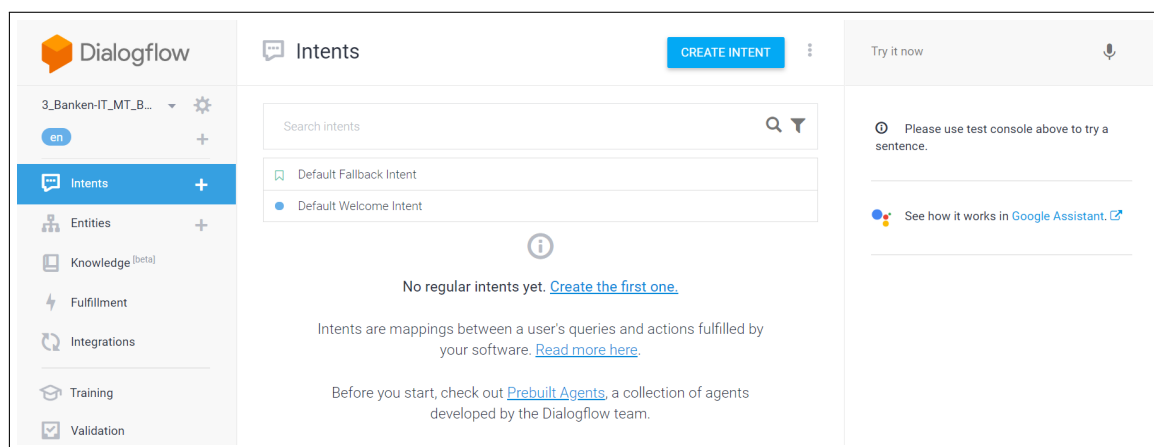 Dialogflow
3_Banken-IT_MT_B...
en
Intents
Entities
Knowledge [beta]
Fulfillment
Integrations
Training
Validation
Intents
CREATE INTENT
Search intents
Default Fallback Intent
Default Welcome Intent
No regular intents yet. Create the first one.
Intents are mappings between a user's queries and actions fulfilled by
your software. Read more here.
Before you start, check out Prebuilt Agents, a collection of agents
developed by the Dialogflow team.
Try it now
Please use test console above to try a
sentence.
See how it works in Google Assistant.